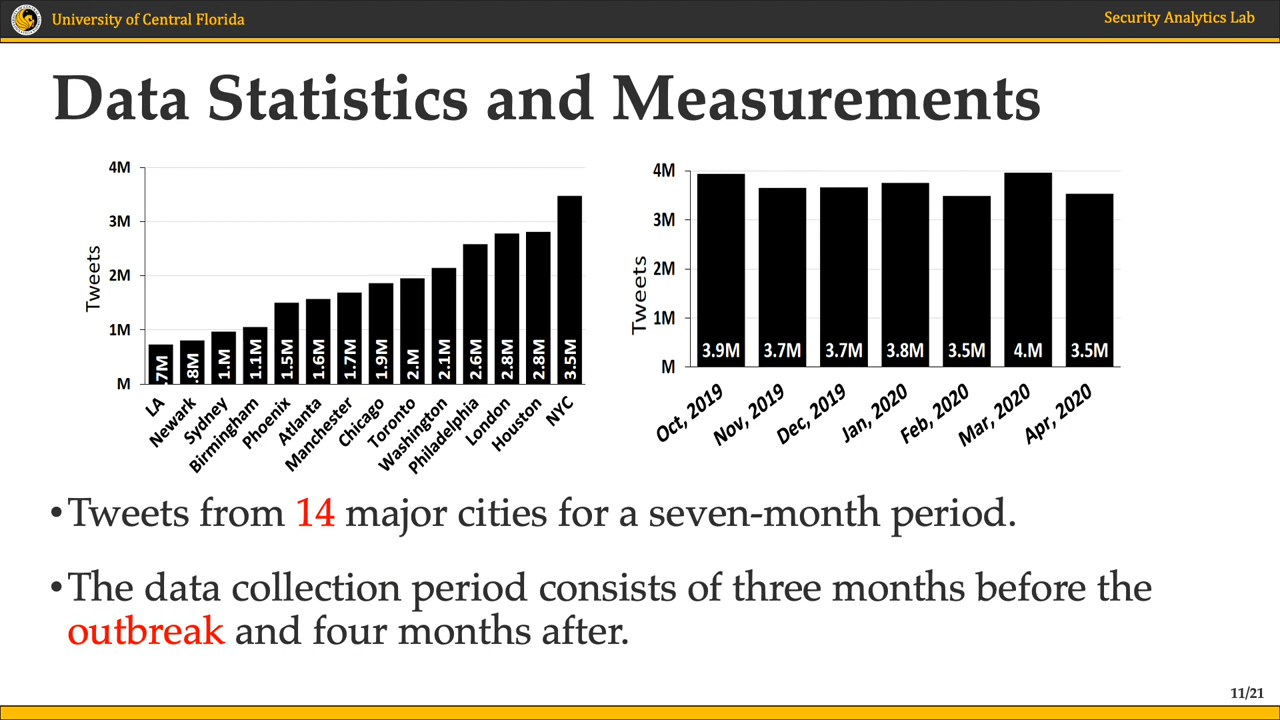 University of Central Florida
Security Analytics Lab
Data Statistics and Measurements
4M
3M
2M
1M
M
Tweets
.7M
.8M
1.M
1.1M
1.5M
1.6M
1.7M
1.9M
2.M
2.1M
2.6M
2.8M
2.8M
3.5M
LA
Newark
Sydney
Birmingham
Phoenix
Atlanta
Manchester
Chicago
Toronto
Washington
Philadelphia
London
Houston
NYC
4M
3M
2M
1M
M
Tweets
3.9M
3.7M
3.7M
3.8M
3.5M
4.M
3.5M
Oct, 2019
Nov, 2019
Dec, 2019
Jan, 2020
Feb, 2020
Mar, 2020
Apr, 2020
•Tweets from 14 major cities for a seven-month period.
•The data collection period consists of three months before the
outbreak and four months after.
11/21